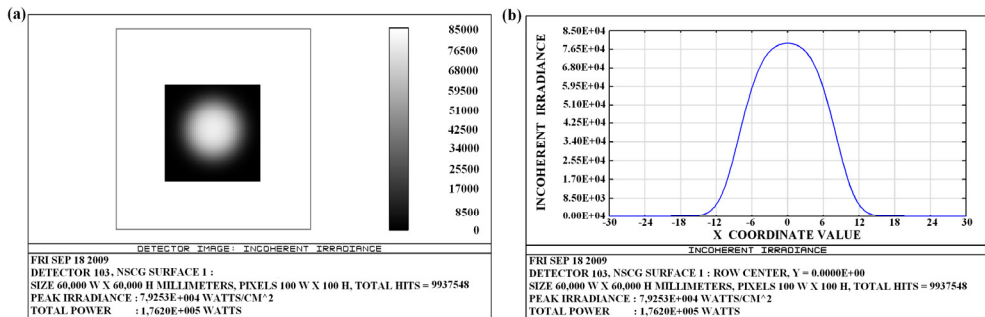 (a)
85000
76500
68000
59500
51000
42500
34000
25500
17000
8500
0
DETECTOR IMAGE: INCOHERENT IRRADIANCE
FRI SEP 18 2009
DETECTOR 103, NSCG SURFACE 1 :
SIZE 60,000 W X 60,000 H MILLIMETERS, PIXELS 100 W X 100 H, TOTAL HITS = 9937548
PEAK IRRADIANCE : 7,9253E+004 WATTS/CM^2
TOTAL POWER : 1,7620E+005 WATTS
(b)
INCOHERENT IRRADIANCE
8.50E+04
7.65E+04
6.80E+04
5.95E+04
5.10E+04
4.25E+04
3.40E+04
2.55E+04
1.70E+04
8.50E+03
0.00E+04
-30 -24 -18 -12 -6 0 6 12 18 24 30
X COORDINATE VALUE
INCOHERENT IRRADIANCE
FRI SEP 18 2009
DETECTOR 103, NSCG SURFACE 1 : ROW CENTER, Y = 0.0000E+00
SIZE 60,000 W X 60,000 H MILLIMETERS, PIXELS 100 W X 100 H, TOTAL HITS = 9937548
PEAK IRRADIANCE : 7,9253E+004 WATTS/CM^2
TOTAL POWER : 1,7620E+005 WATTS